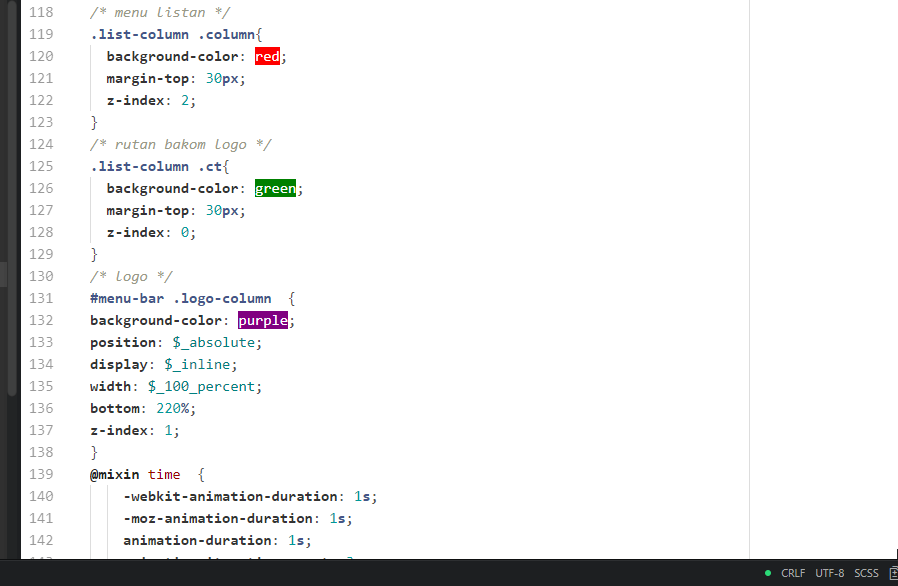 118 /* menu listan */
119 .list-column .column{
120 background-color: red;
121 margin-top: 30px;
122 z-index: 2;
123 }
124 /* rutan bakom logo */
125 .list-column .ct{
126 background-color: green;
127 margin-top: 30px;
128 z-index: 0;
129 }
130 /* logo */
131 #menu-bar .logo-column  {
132 background-color: purple;
133 position: $_absolute;
134 display: $_inline;
135 width: $_100_percent;
136 bottom: 220%;
137 z-index: 1;
138 }
139 @mixin time  {
140 -webkit-animation-duration: 1s;
141 -moz-animation-duration: 1s;
142 animation-duration: 1s;
CRLF UTF-8 SCSS